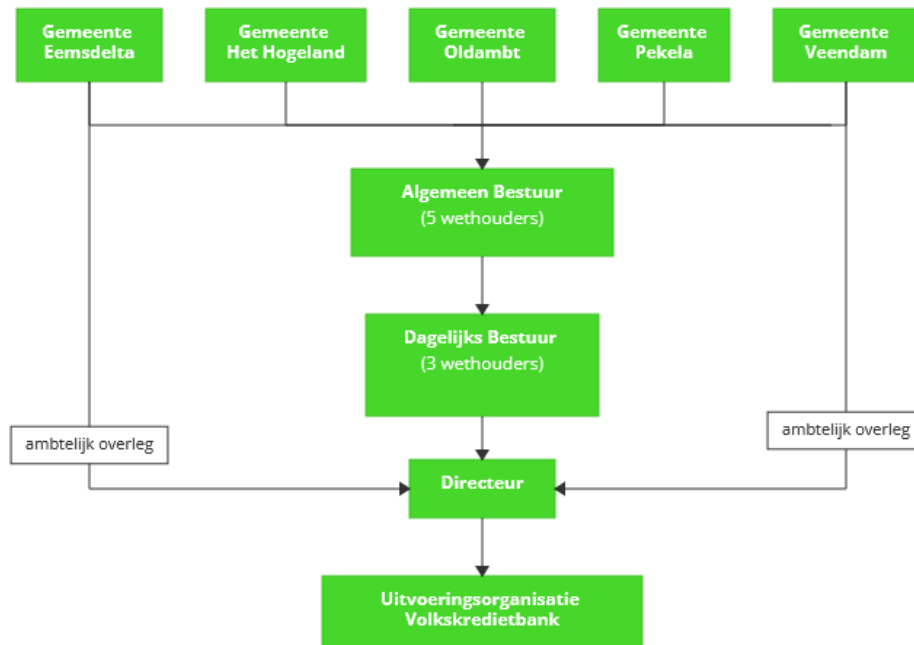 Gemeente
Eemsdelta
Gemeente
Het Hogeland
Gemeente
Oldambt
Gemeente
Pekela
Gemeente
Veendam
Algemeen Bestuur
(5 wethouders)
Dagelijks Bestuur
(3 wethouders)
ambtelijk overleg
ambtelijk overleg
Directeur
Uitvoeringsorganisatie
Volkskredietbank